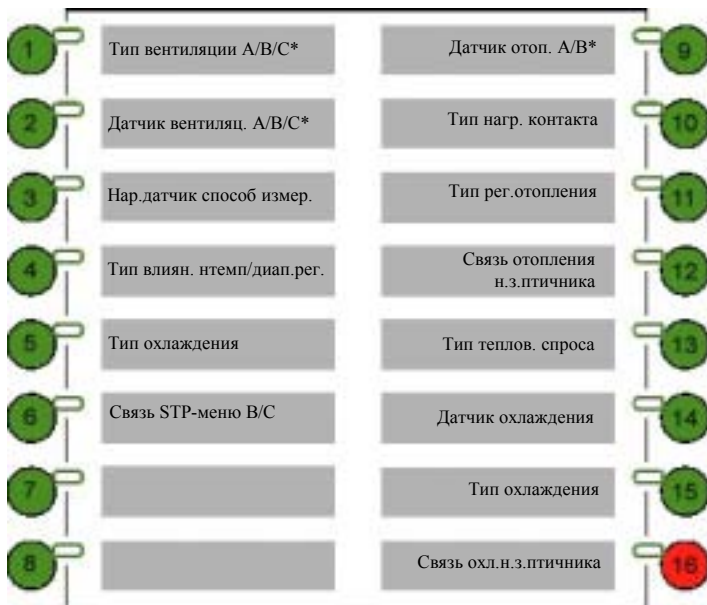 1 Тип вентиляции А/В/С*
2 Датчик вентиляц. А/В/С*
3 Нар.датчик способ измер.
4 Тип влиян. нтемп/диап.рег.
5 Тип охлаждения
6 Связь STP-меню В/С
7
8
Датчик отоп. А/В* 9
Тип нагр. контакта 10
Тип рег.отопления 11
Связь отопления
н.з.птичника 12
Тип теплов. спроса 13
Датчик охлаждения 14
Тип охлаждения 15
Связь охл.н.з.птичника 16